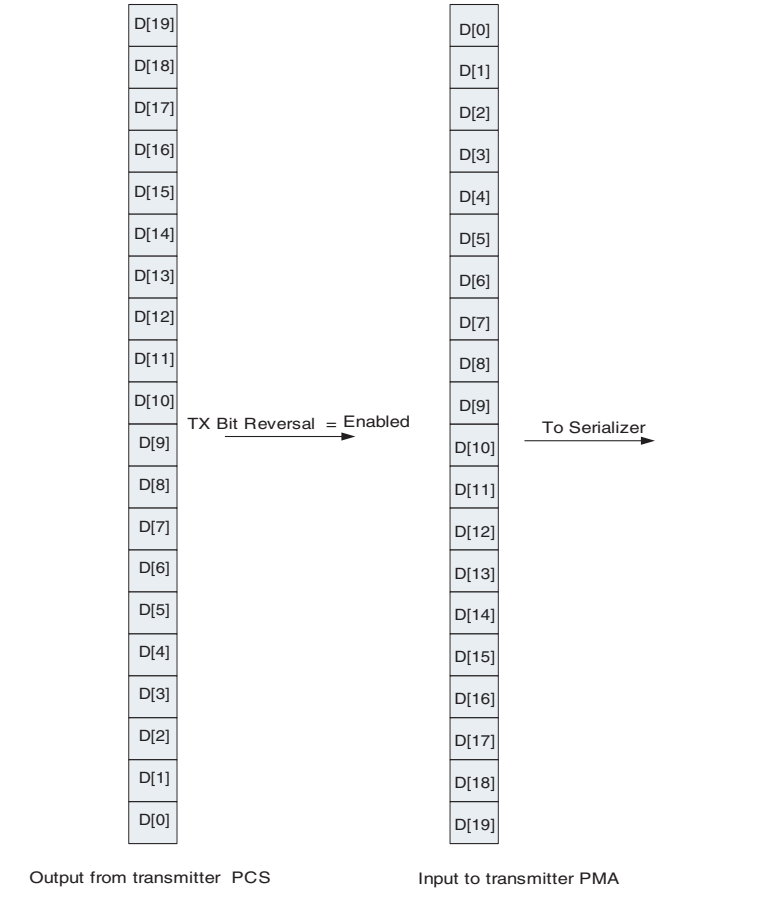 D[19]
D[18]
D[17]
D[16]
D[15]
D[14]
D[13]
D[12]
D[11]
D[10]
D[9]
D[8]
D[7]
D[6]
D[5]
D[4]
D[3]
D[2]
D[1]
D[0]
Output from transmitter PCS
TX Bit Reversal = Enabled
D[0]
D[1]
D[2]
D[3]
D[4]
D[5]
D[6]
D[7]
D[8]
D[9]
D[10]
D[11]
D[12]
D[13]
D[14]
D[15]
D[16]
D[17]
D[18]
D[19]
Input to transmitter PMA
To Serializer